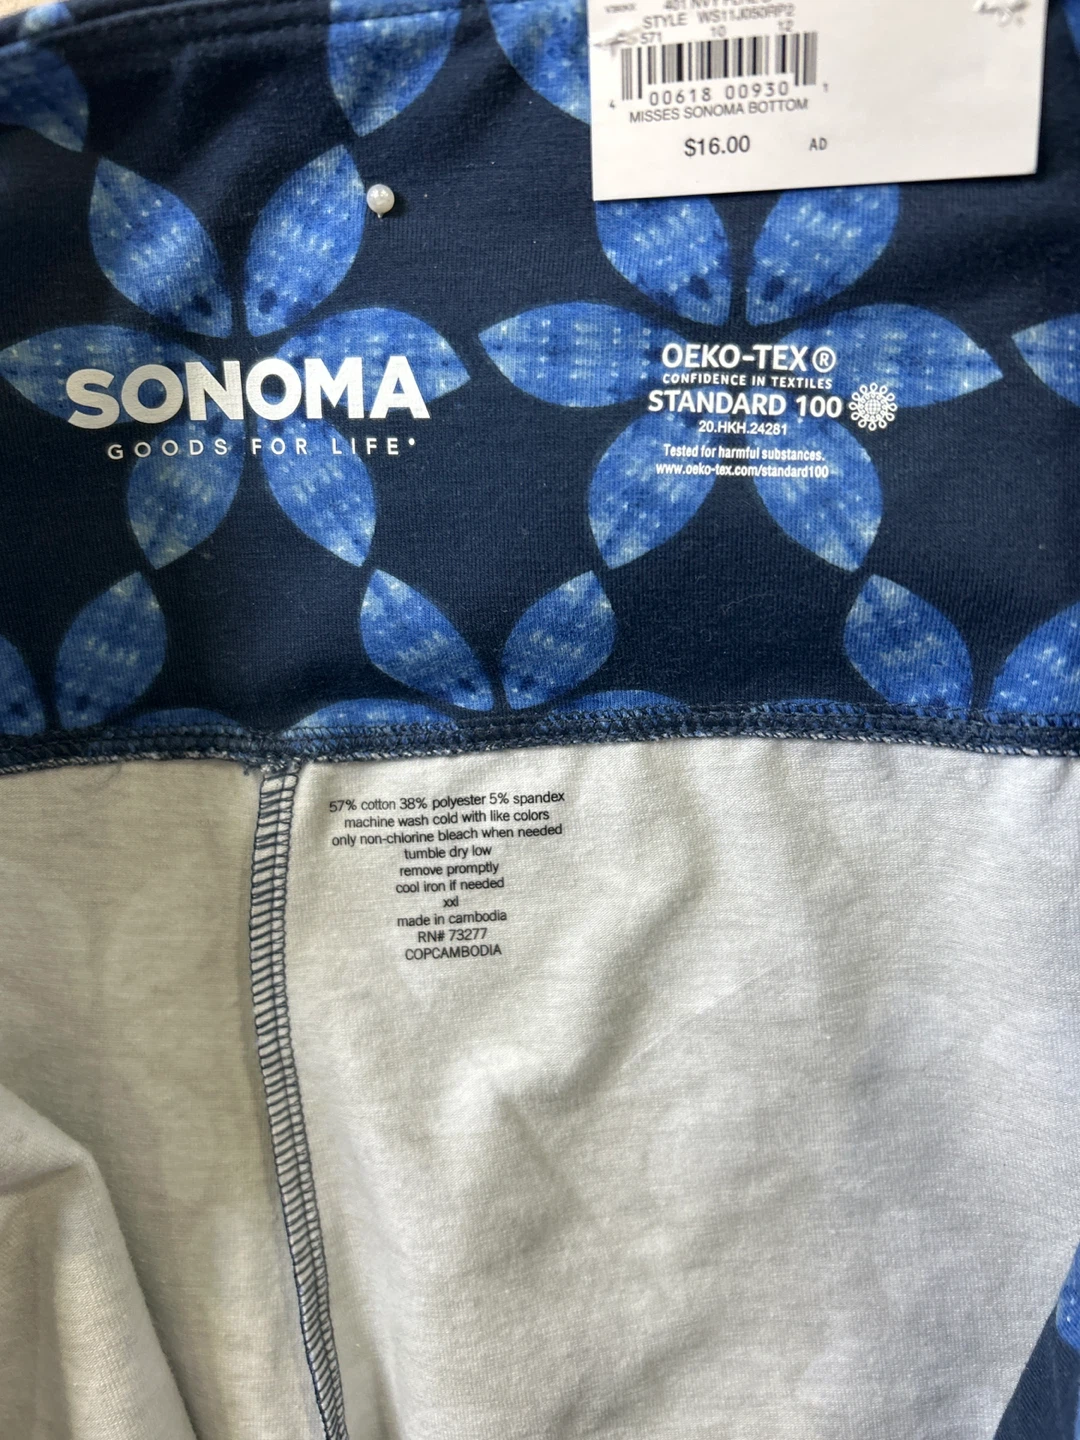 STYLE WS11J050RP2
571 10 12
4 00618 00930 1
MISSES SONOMA BOTTOM
$16.00 AD
SONOMA
GOODS FOR LIFE
OEKO-TEX®
CONFIDENCE IN TEXTILES
STANDARD 100
20.HKH.24281
Tested for harmful substances.
www.oeko-tex.com/standard100
57% cotton 38% polyester 5% spandex
machine wash cold with like colors
only non-chlorine bleach when needed
tumble dry low
remove promptly
cool iron if needed
xxl
made in cambodia
RN# 73277
COPCAMBODIA